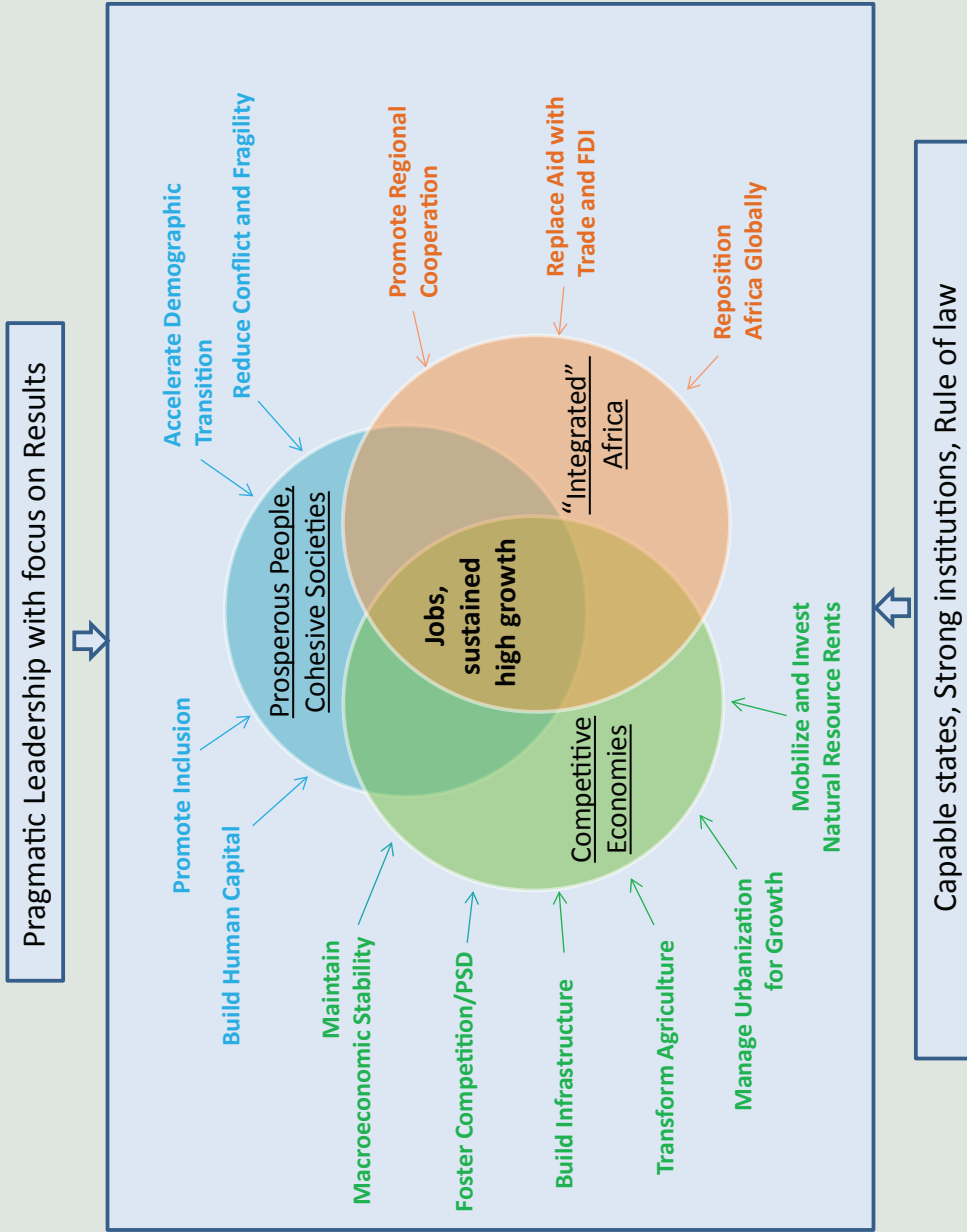 Pragmatic Leadership with focus on Results
Accelerate Demographic
Transition
Reduce Conflict and Fragility
Promote Inclusion
Build Human Capital
Prosperous People,
Cohesive Societies
Maintain
Macroeconomic Stability
Foster Competition/PSD
Build Infrastructure
Transform Agriculture
Manage Urbanization
for Growth
Mobilize and Invest
Natural Resource Rents
Competitive
Economies
Jobs,
sustained
high growth
“Integrated”
Africa
Promote Regional
Cooperation
Replace Aid with
Trade and FDI
Reposition
Africa Globally
Capable states, Strong institutions, Rule of law